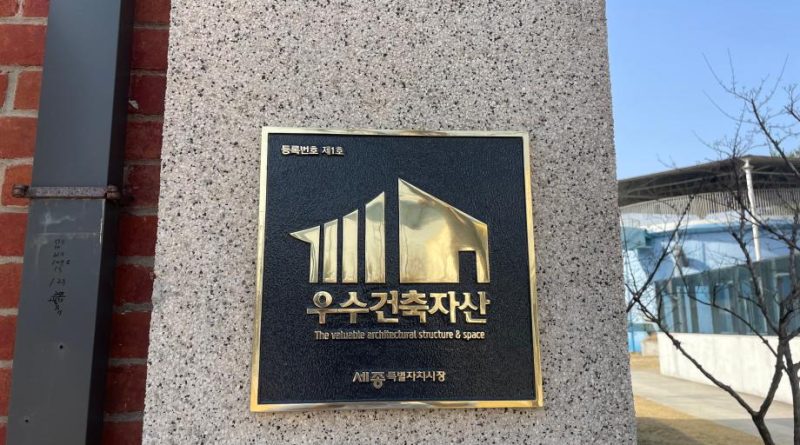 등록번호 제1호
우수건축자산
The valuable architectural structure & space
세종특별자치시장